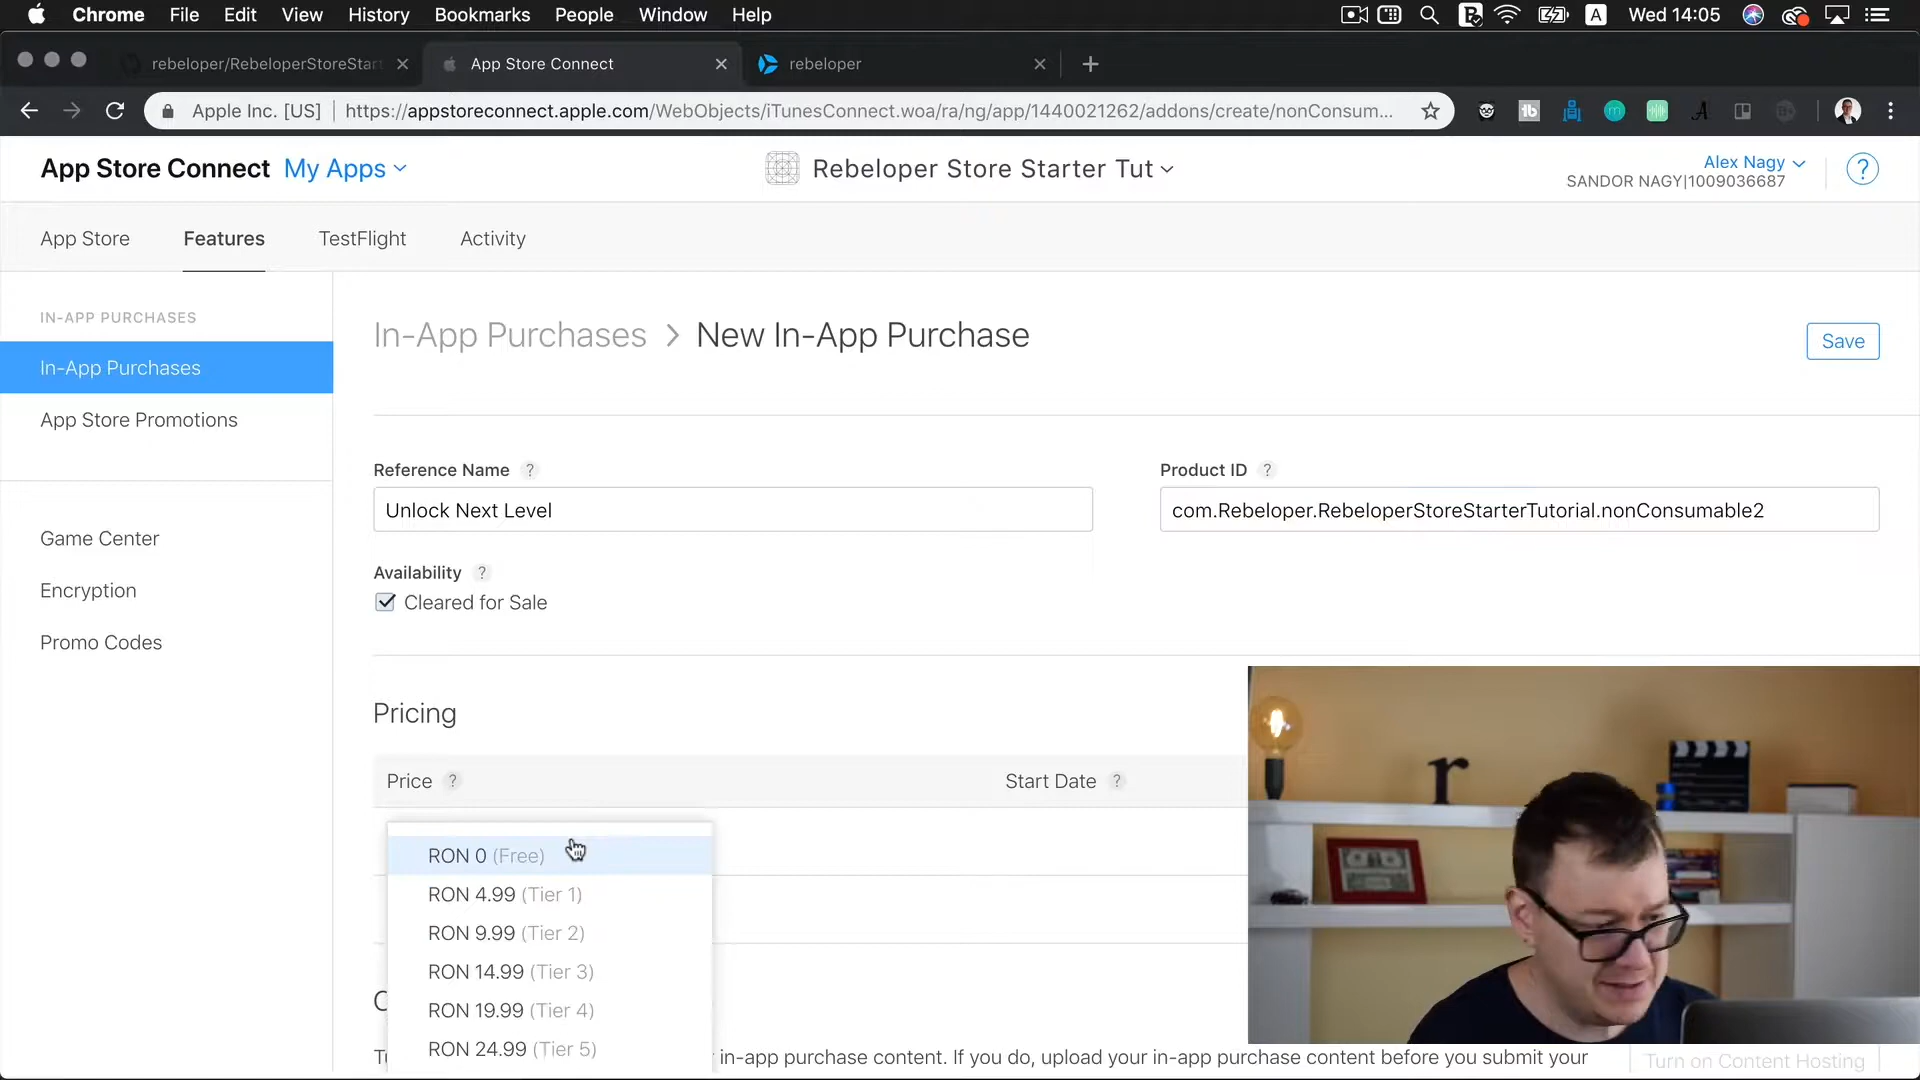 Chrome File Edit View History Bookmarks People Window Help
A Wed 14:05
rebeloper/RebeloperStoreStar
App Store Connect
rebeloper
Apple Inc. [US] https://appstoreconnect.apple.com/WebObjects/iTunesConnect.woa/ra/ng/app/1440021262/addons/create/nonConsum...
App Store Connect My Apps
Rebeloper Store Starter Tut
Alex Nagy
SANDOR NAGY|1009036687
?
App Store Features TestFlight Activity
IN-APP PURCHASES
In-App Purchases
App Store Promotions
Game Center
Encryption
Promo Codes
In-App Purchases > New In-App Purchase
Save
Reference Name ?
Unlock Next Level
Product ID ?
com.Rebeloper.RebeloperStoreStarterTutorial.nonConsumable2
Availability ?
Cleared for Sale
Pricing
Price ?
Start Date ?
RON 0 (Free)
RON 4.99 (Tier 1)
RON 9.99 (Tier 2)
RON 14.99 (Tier 3)
RON 19.99 (Tier 4)
RON 24.99 (Tier 5)
in-app purchase content. If you do, upload your in-app purchase content before you submit your
Turn on Content Hosting
r